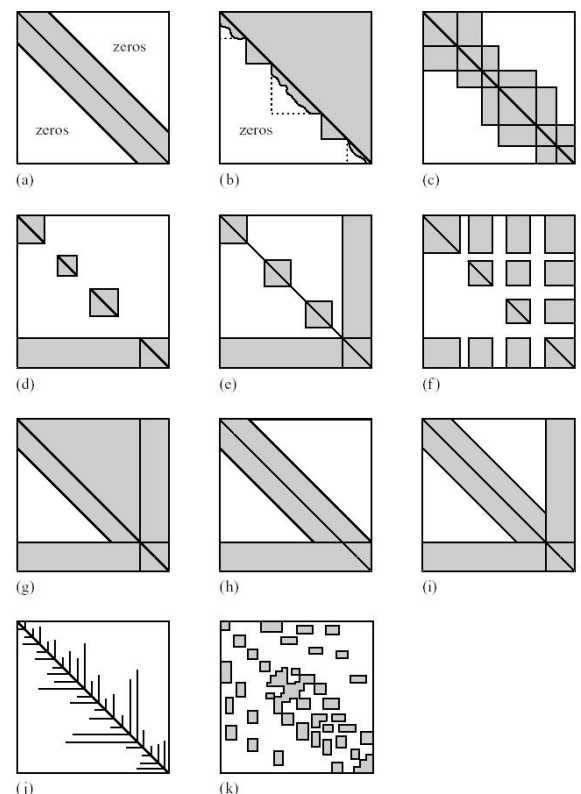 zeros
zeros
zeros
(a) (b) (c)
(d) (e) (f)
(g) (h) (i)
(j) (k)